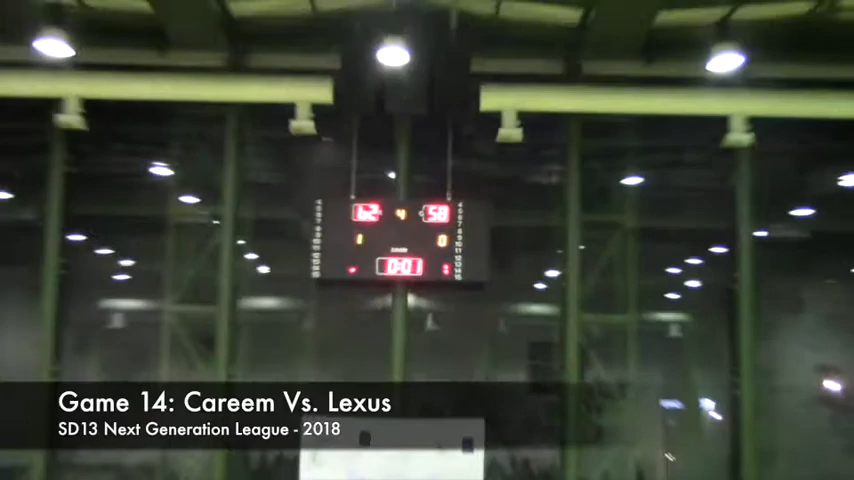 62 4 58
1 0
0:01
Game 14: Careem Vs. Lexus
SD13 Next Generation League - 2018